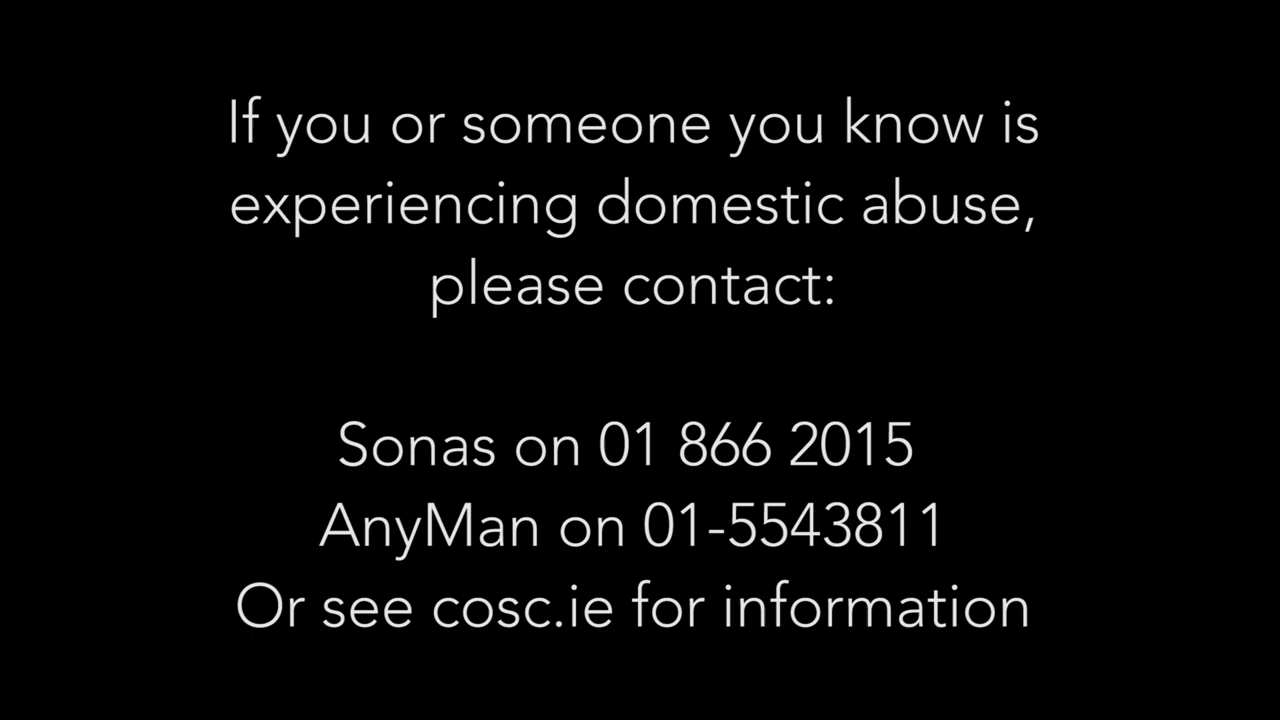 If you or someone you know is
experiencing domestic abuse,
please contact:
Sonas on 01 866 2015
AnyMan on 01-5543811
Or see cosc.ie for information